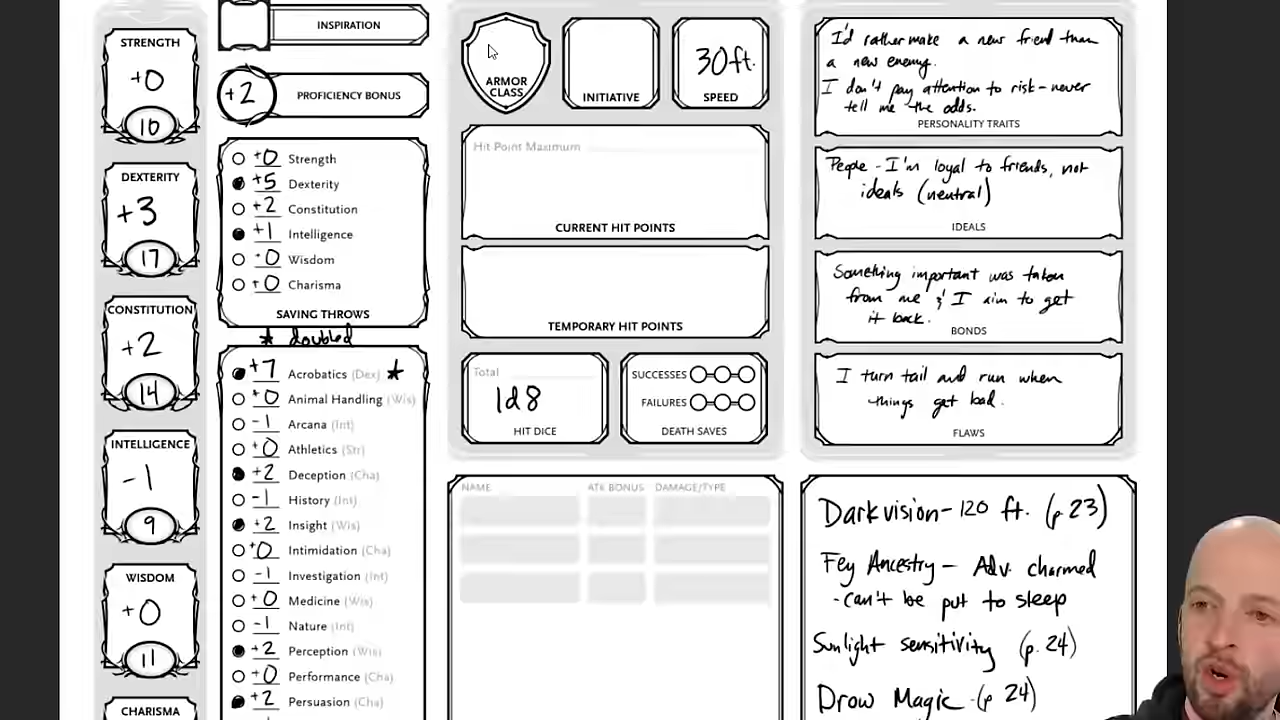 STRENGTH
+0
10
DEXTERITY
+3
17
CONSTITUTION
+2
14
INTELLIGENCE
-1
9
WISDOM
+0
11
CHARISMA
INSPIRATION
+2 PROFICIENCY BONUS
+0 Strength
+5 Dexterity
+2 Constitution
+1 Intelligence
+0 Wisdom
+0 Charisma
SAVING THROWS
★ doubled
+7 Acrobatics (Dex) ★
+0 Animal Handling (Wis)
-1 Arcana (Int)
+0 Athletics (Str)
+2 Deception (Cha)
-1 History (Int)
+2 Insight (Wis)
+0 Intimidation (Cha)
-1 Investigation (Int)
+0 Medicine (Wis)
-1 Nature (Int)
+2 Perception (Wis)
+0 Performance (Cha)
+2 Persuasion (Cha)
ARMOR
CLASS
INITIATIVE
30ft.
SPEED
Hit Point Maximum
CURRENT HIT POINTS
TEMPORARY HIT POINTS
Total
1d8
HIT DICE
SUCCESSES
FAILURES
DEATH SAVES
NAME ATK BONUS DAMAGE/TYPE
I'd rather make a new friend than
a new enemy.
I don't pay attention to risk - never
tell me the odds.
PERSONALITY TRAITS
People - I'm loyal to friends, not
ideals (neutral)
IDEALS
Something important was taken
from me & I aim to get
it back.
BONDS
I turn tail and run when
things get bad.
FLAWS
Darkvision - 120 ft. (p 23)
Fey Ancestry - Adv. charmed
- can't be put to sleep
Sunlight sensitivity (p. 24)
Drow Magic - (p 24)